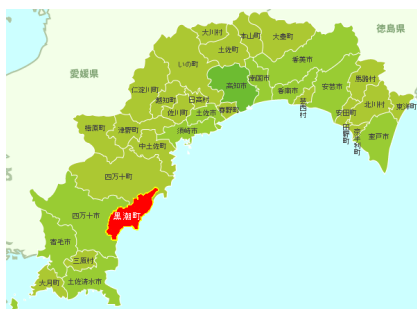 徳島県
愛媛県
大川村
本山町
大豊町
土佐町
いの町
香美市
仁淀川町
高知市
南国市
馬路村
越知町
日高村
香南市
安芸市
北川村
東洋町
佐川町
土佐市
春野町
芸西村
安田町
梼原町
津野町
須崎市
田野町
奈半利町
室戸市
中土佐町
四万十町
四万十市
黒潮町
宿毛市
三原村
大月町
土佐清水市